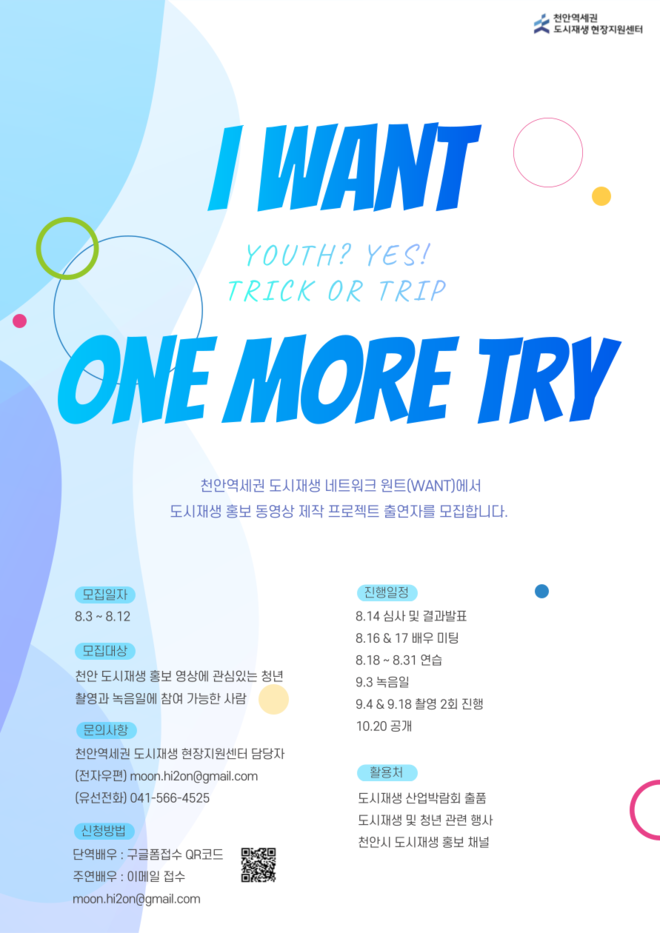 천안역세권
도시재생 현장지원센터
I WANT
YOUTH? YES!
TRICK OR TRIP
ONE MORE TRY
천안역세권 도시재생 네트워크 원트(WANT)에서
도시재생 홍보 동영상 제작 프로젝트 출연자를 모집합니다.
모집일자
8.3 ~ 8.12
모집대상
천안 도시재생 홍보 영상에 관심있는 청년
촬영과 녹음일에 참여 가능한 사람
문의사항
천안역세권 도시재생 현장지원센터 담당자
(전자우편) moon.hi2on@gmail.com
(유선전화) 041-566-4525
신청방법
단역배우 : 구글폼접수 QR코드
주연배우 : 이메일 접수
moon.hi2on@gmail.com
진행일정
8.14 심사 및 결과발표
8.16 & 17 배우 미팅
8.18 ~ 8.31 연습
9.3 녹음일
9.4 & 9.18 촬영 2회 진행
10.20 공개
활용처
도시재생 산업박람회 출품
도시재생 및 청년 관련 행사
천안시 도시재생 홍보 채널